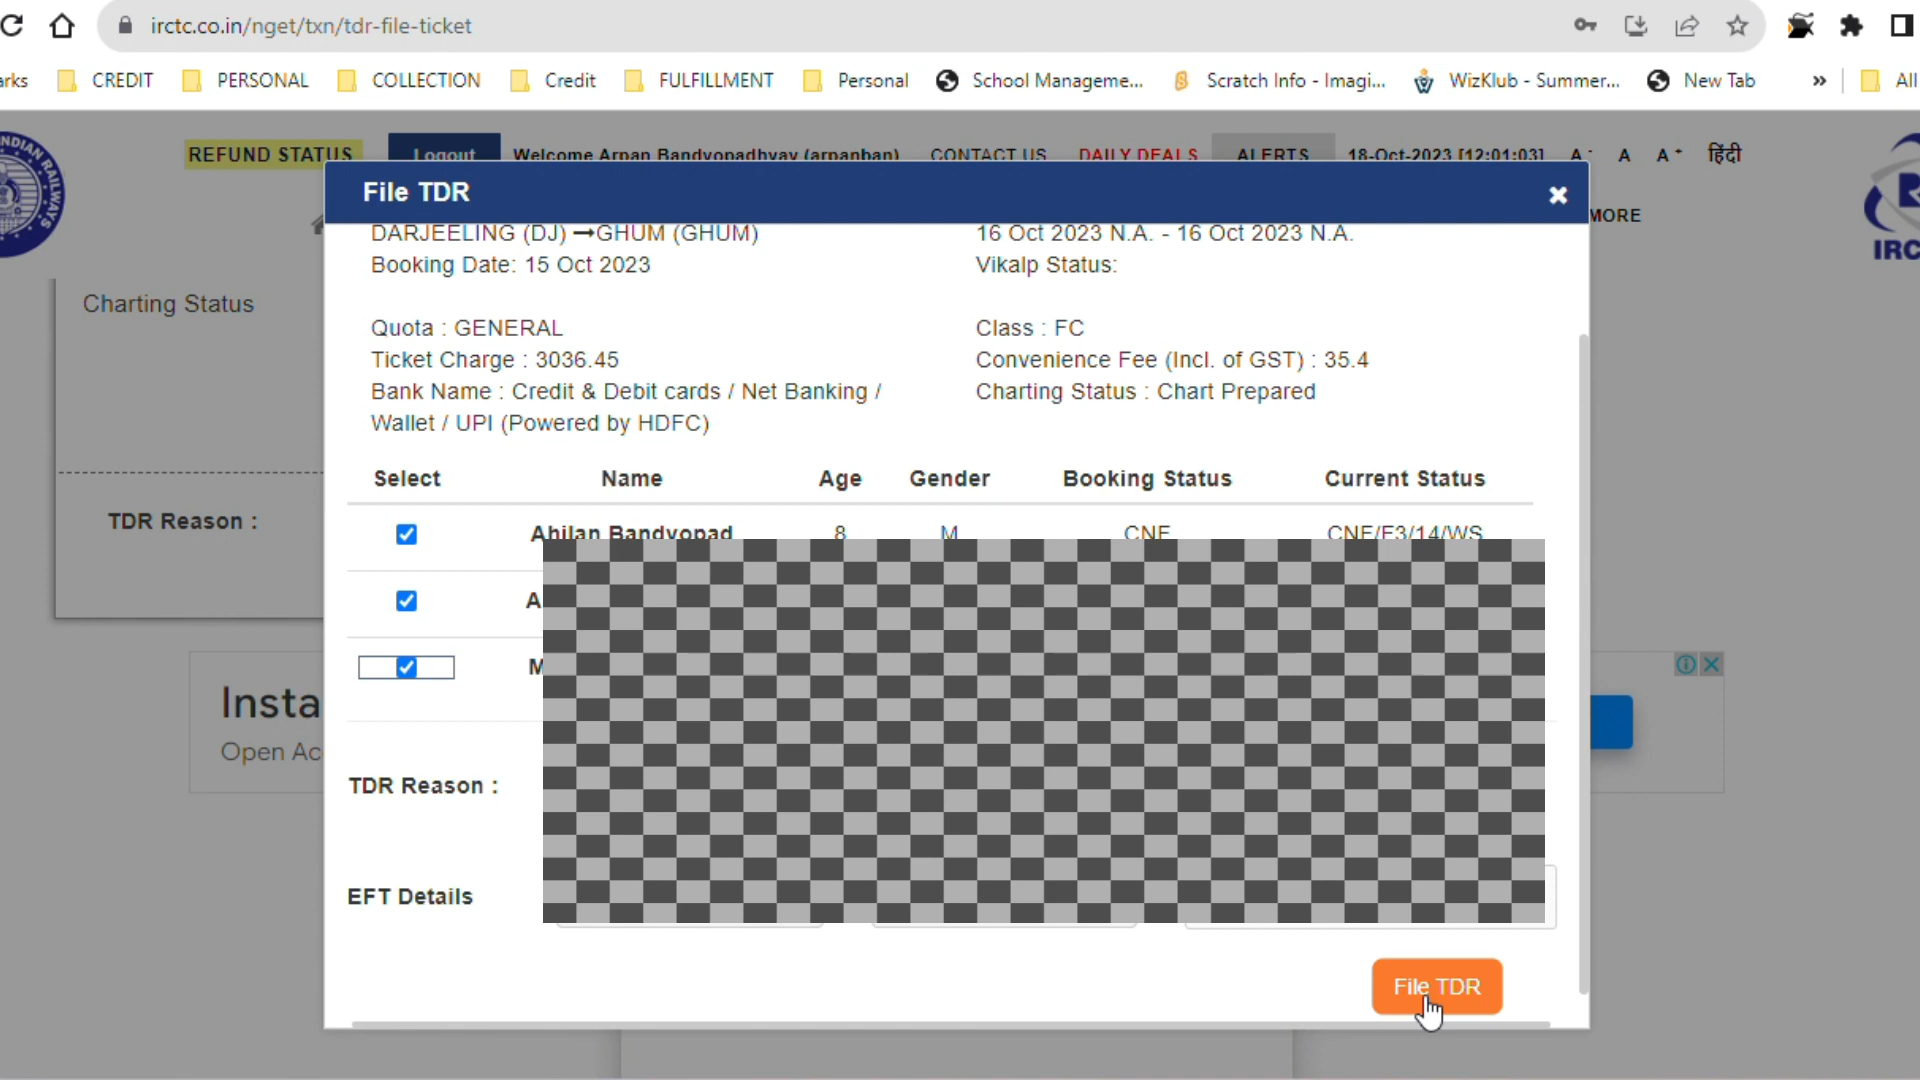 irctc.co.in/nget/txn/tdr-file-ticket
arks CREDIT PERSONAL COLLECTION Credit FULFILLMENT Personal School Manageme... Scratch Info - Imagi... WizKlub - Summer... New Tab » All
INDIAN RAILWAYS
REFUND STATUS Logout Welcome Arpan Bandyopadhyay (arpanban) CONTACT US DAILY DEALS ALERTS 18-Oct-2023 [12:01:03] A- A A+ हिंदी
File TDR
MORE
IRC
DARJEELING (DJ) →GHUM (GHUM) 16 Oct 2023 N.A. - 16 Oct 2023 N.A.
Booking Date: 15 Oct 2023 Vikalp Status:
Charting Status
Quota : GENERAL Class : FC
Ticket Charge : 3036.45 Convenience Fee (Incl. of GST) : 35.4
Bank Name : Credit & Debit cards / Net Banking / Charting Status : Chart Prepared
Wallet / UPI (Powered by HDFC)
Select Name Age Gender Booking Status Current Status
TDR Reason :
Ahilan Bandyopad 8 M CNF CNF/F3/14/WS
A
M
Insta
Open Ac
TDR Reason :
EFT Details
File TDR